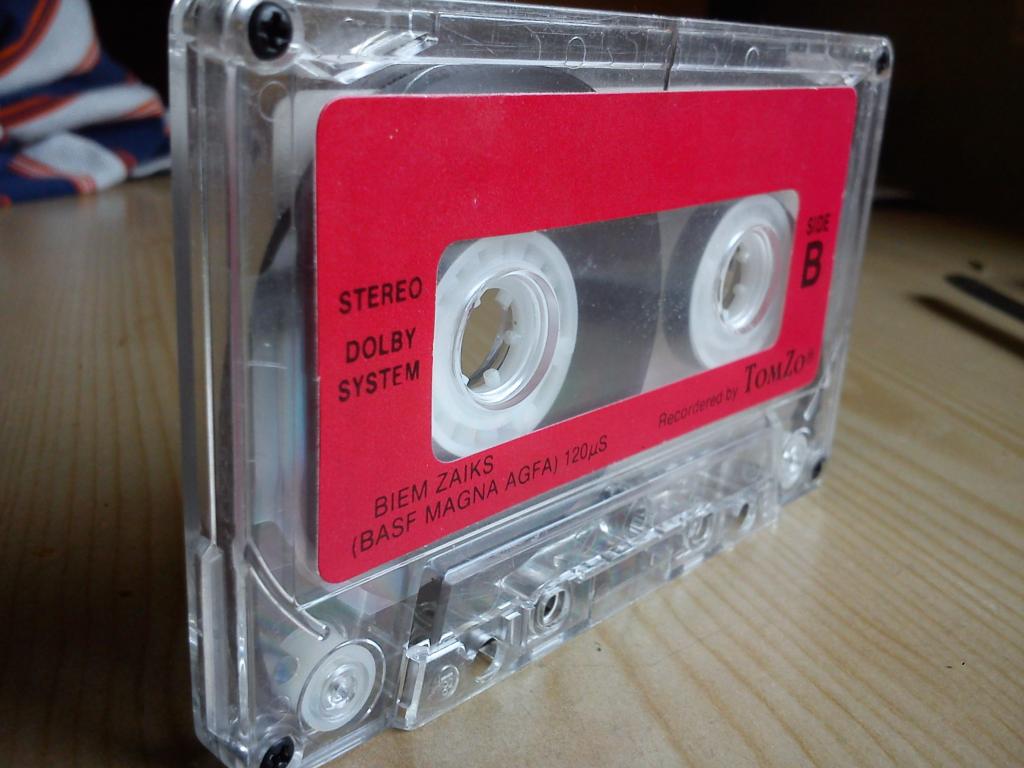 STEREO
DOLBY
SYSTEM
SIDE
B
BIEM ZAIKS
(BASF MAGNA AGFA) 120µS
Recordered by TOMZO®